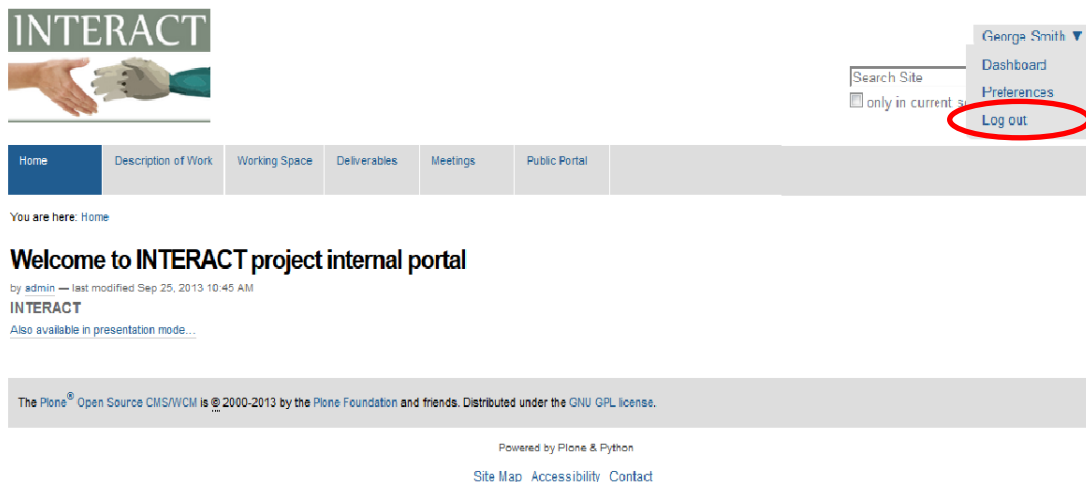 INTERACT
George Smith ▼
Dashboard
Preferences
Log out
Search Site
only in current
Home
Description of Work
Working Space
Deliverables
Meetings
Public Portal
You are here: Home
Welcome to INTERACT project internal portal
by admin — last modified Sep 25, 2013 10:45 AM
INTERACT
Also available in presentation mode…
The Plone® Open Source CMS/WCM is © 2000-2013 by the Plone Foundation and friends. Distributed under the GNU GPL license.
Powered by Plone & Python
Site Map Accessibility Contact